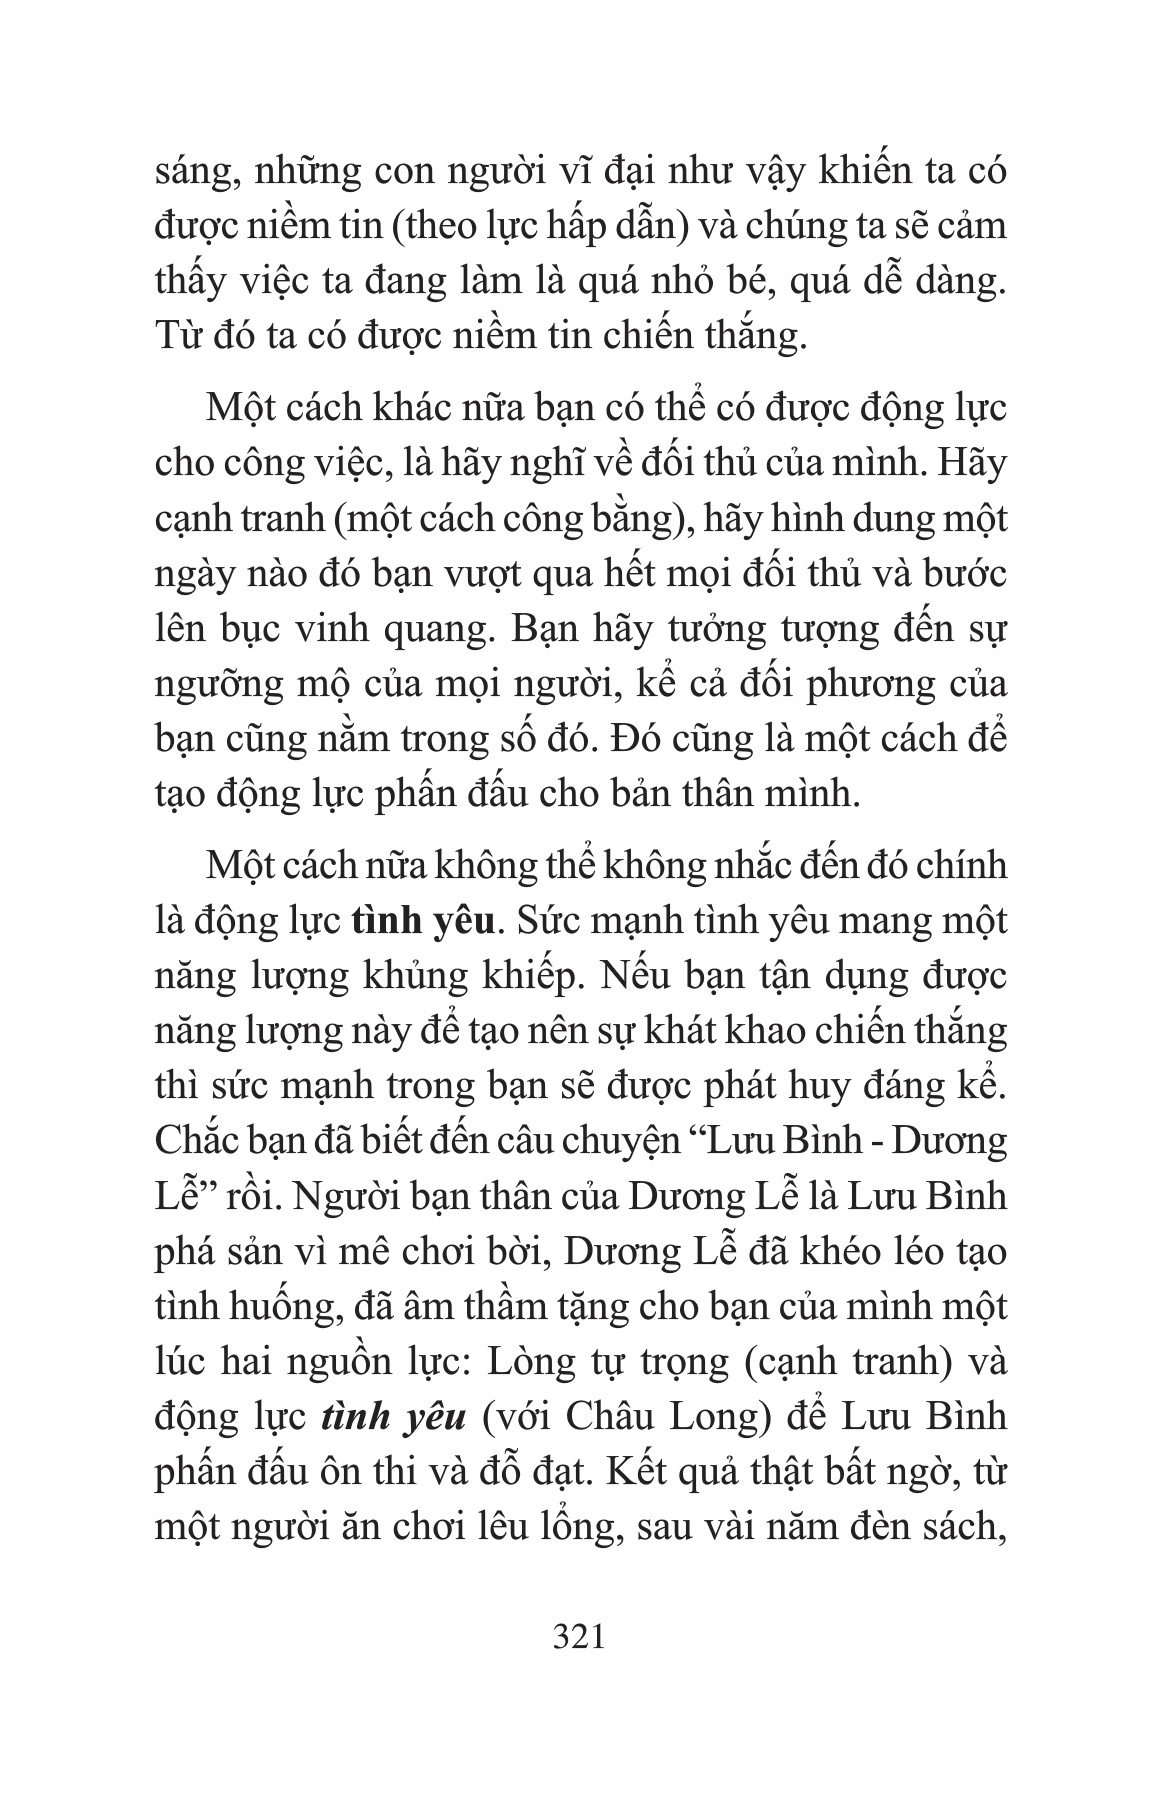 sáng, những con người vĩ đại như vậy khiến ta có
được niềm tin (theo lực hấp dẫn) và chúng ta sẽ cảm
thấy việc ta đang làm là quá nhỏ bé, quá dễ dàng.
Từ đó ta có được niềm tin chiến thắng.
Một cách khác nữa bạn có thể có được động lực
cho công việc, là hãy nghĩ về đối thủ của mình. Hãy
cạnh tranh (một cách công bằng), hãy hình dung một
ngày nào đó bạn vượt qua hết mọi đối thủ và bước
lên bục vinh quang. Bạn hãy tưởng tượng đến sự
ngưỡng mộ của mọi người, kể cả đối phương của
bạn cũng nằm trong số đó. Đó cũng là một cách để
tạo động lực phấn đấu cho bản thân mình.
Một cách nữa không thể không nhắc đến đó chính
là động lực tình yêu. Sức mạnh tình yêu mang một
năng lượng khủng khiếp. Nếu bạn tận dụng được
năng lượng này để tạo nên sự khát khao chiến thắng
thì sức mạnh trong bạn sẽ được phát huy đáng kể.
Chắc bạn đã biết đến câu chuyện “Lưu Bình - Dương
Lễ” rồi. Người bạn thân của Dương Lễ là Lưu Bình
phá sản vì mê chơi bời, Dương Lễ đã khéo léo tạo
tình huống, đã âm thầm tặng cho bạn của mình một
lúc hai nguồn lực: Lòng tự trọng (cạnh tranh) và
động lực tình yêu (với Châu Long) để Lưu Bình
phấn đấu ôn thi và đỗ đạt. Kết quả thật bất ngờ, từ
một người ăn chơi lêu lổng, sau vài năm đèn sách,
321